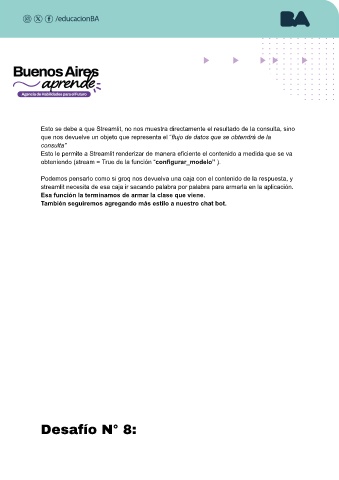 /educacionBA
BA
Buenos Aires
aprende
Agencia de Habilidades para el Futuro
Esto se debe a que Streamlit, no nos muestra directamente el resultado de la consulta, sino
que nos devuelve un objeto que representa el "flujo de datos que se obtendrá de la
consulta"
Esto le permite a Streamlit renderizar de manera eficiente el contenido a medida que se va
obteniendo (stream = True de la función "configurar_modelo" ).
Podemos pensarlo como si groq nos devuelva una caja con el contenido de la respuesta, y
streamlit necesita de esa caja ir sacando palabra por palabra para armarla en la aplicación.
Esa función la terminamos de armar la clase que viene.
También seguiremos agregando más estilo a nuestro chat bot.
Desafío N° 8: